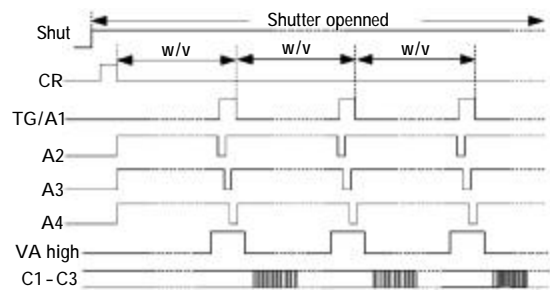 Shutter openned
Shut
w/v w/v w/v
CR
TG/A1
A2
A3
A4
VA high
C1-C3